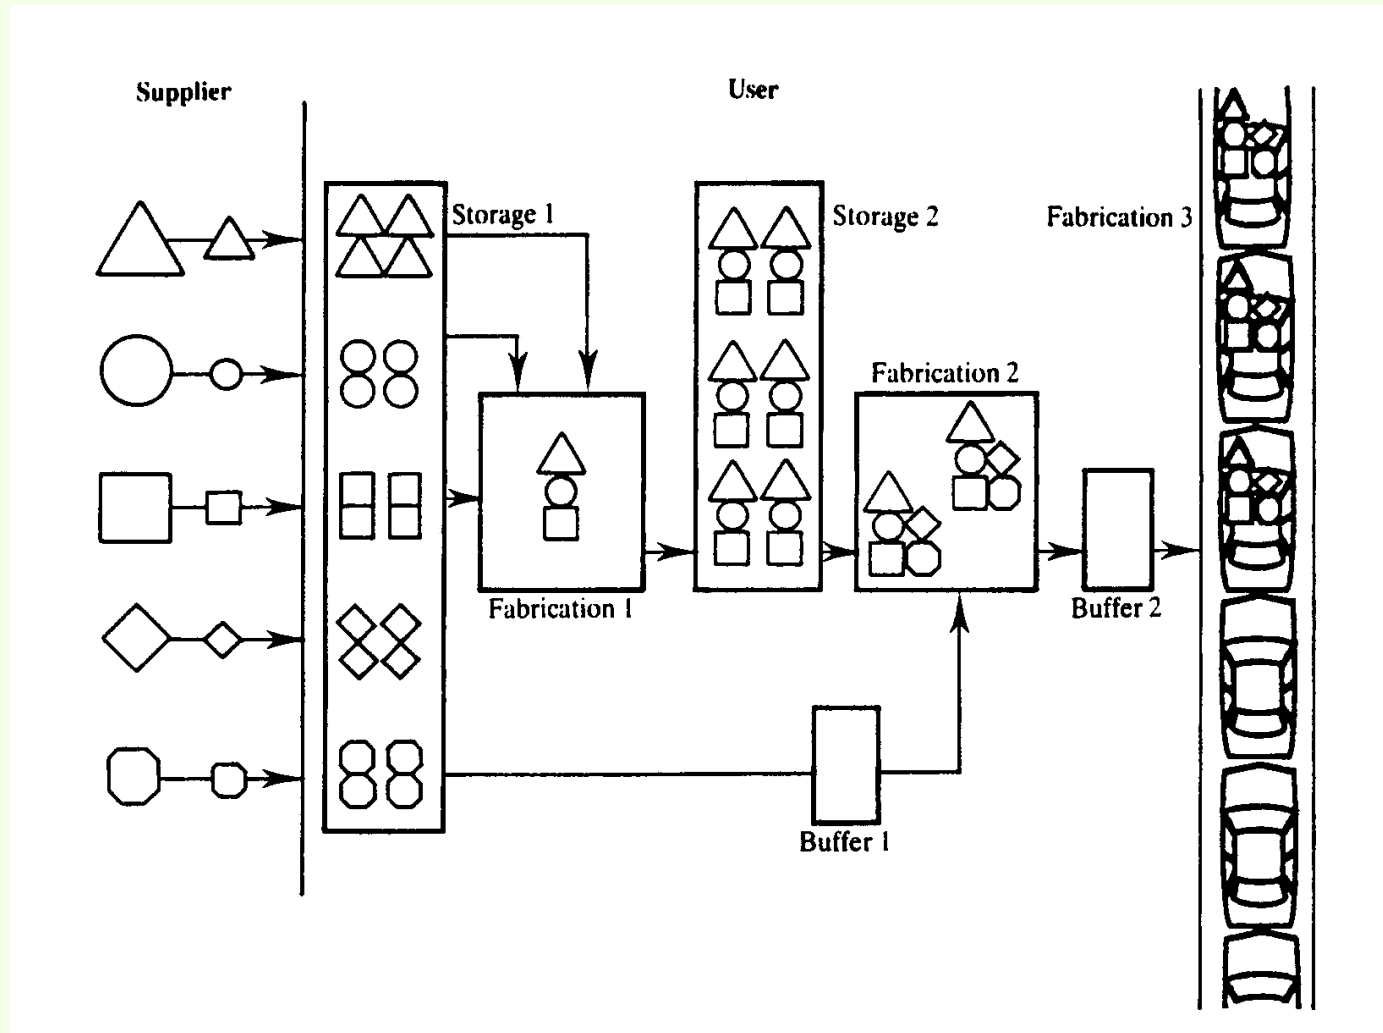 Supplier
User
Storage 1
Storage 2
Fabrication 3
Fabrication 2
Fabrication 1
Buffer 2
Buffer 1